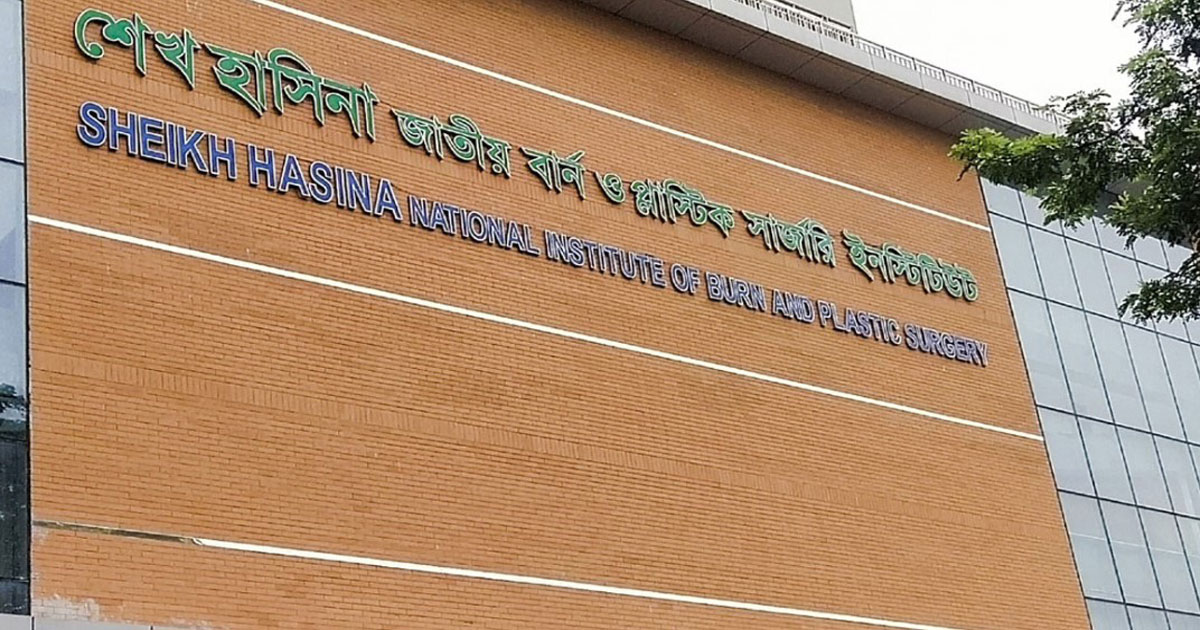 শেখ হাসিনা জাতীয় বার্ন ও প্লাস্টিক সার্জারি ইনস্টিটিউট
SHEIKH HASINA NATIONAL INSTITUTE OF BURN AND PLASTIC SURGERY